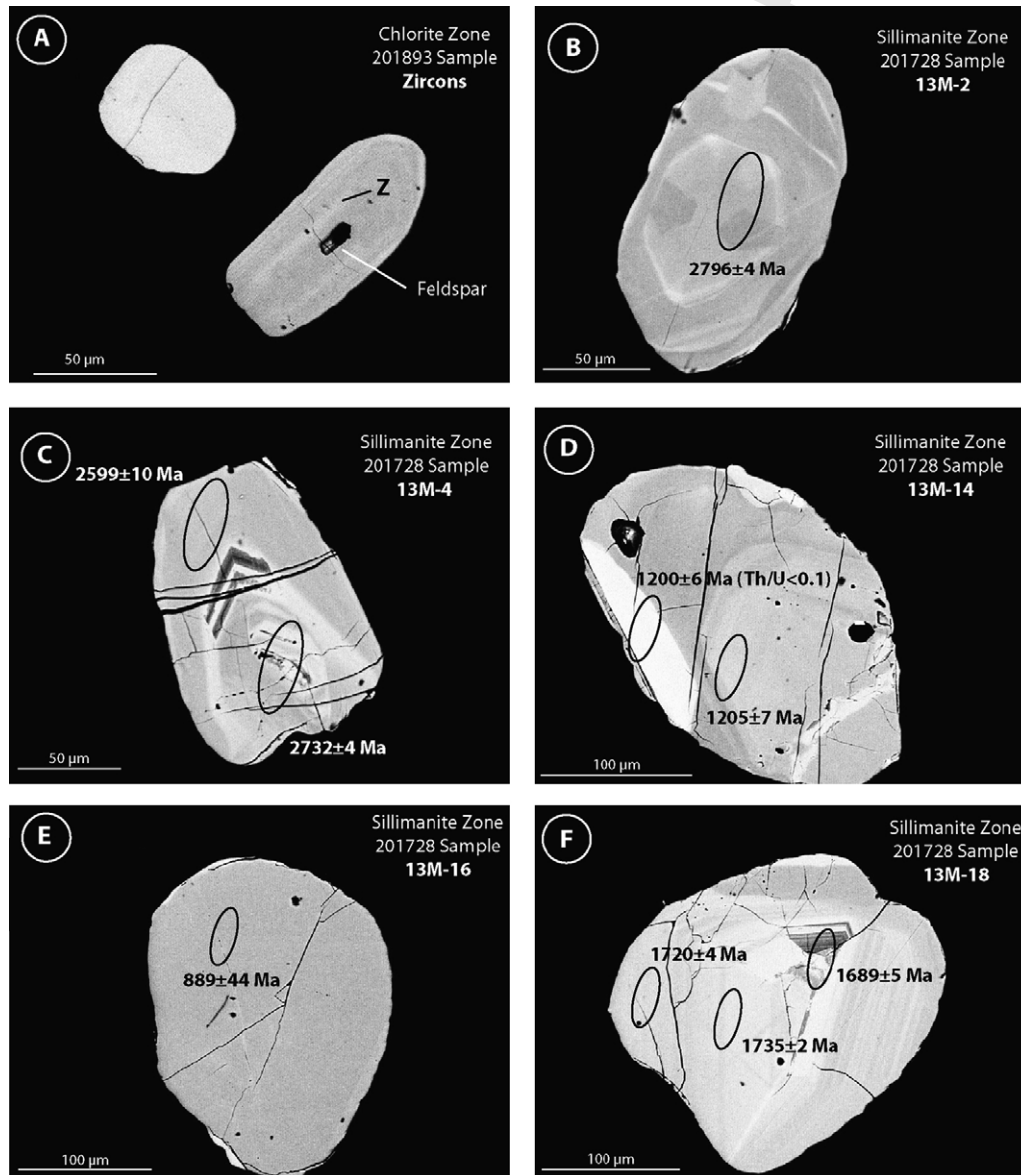 A
Chlorite Zone
201893 Sample
Zircons
Z
Feldspar
50 µm
B
Sillimanite Zone
201728 Sample
13M-2
2796±4 Ma
50 µm
C
Sillimanite Zone
201728 Sample
13M-4
2599±10 Ma
2732±4 Ma
50 µm
D
Sillimanite Zone
201728 Sample
13M-14
1200±6 Ma (Th/U<0.1)
1205±7 Ma
100 µm
E
Sillimanite Zone
201728 Sample
13M-16
889±44 Ma
100 µm
F
Sillimanite Zone
201728 Sample
13M-18
1720±4 Ma
1689±5 Ma
1735±2 Ma
100 µm